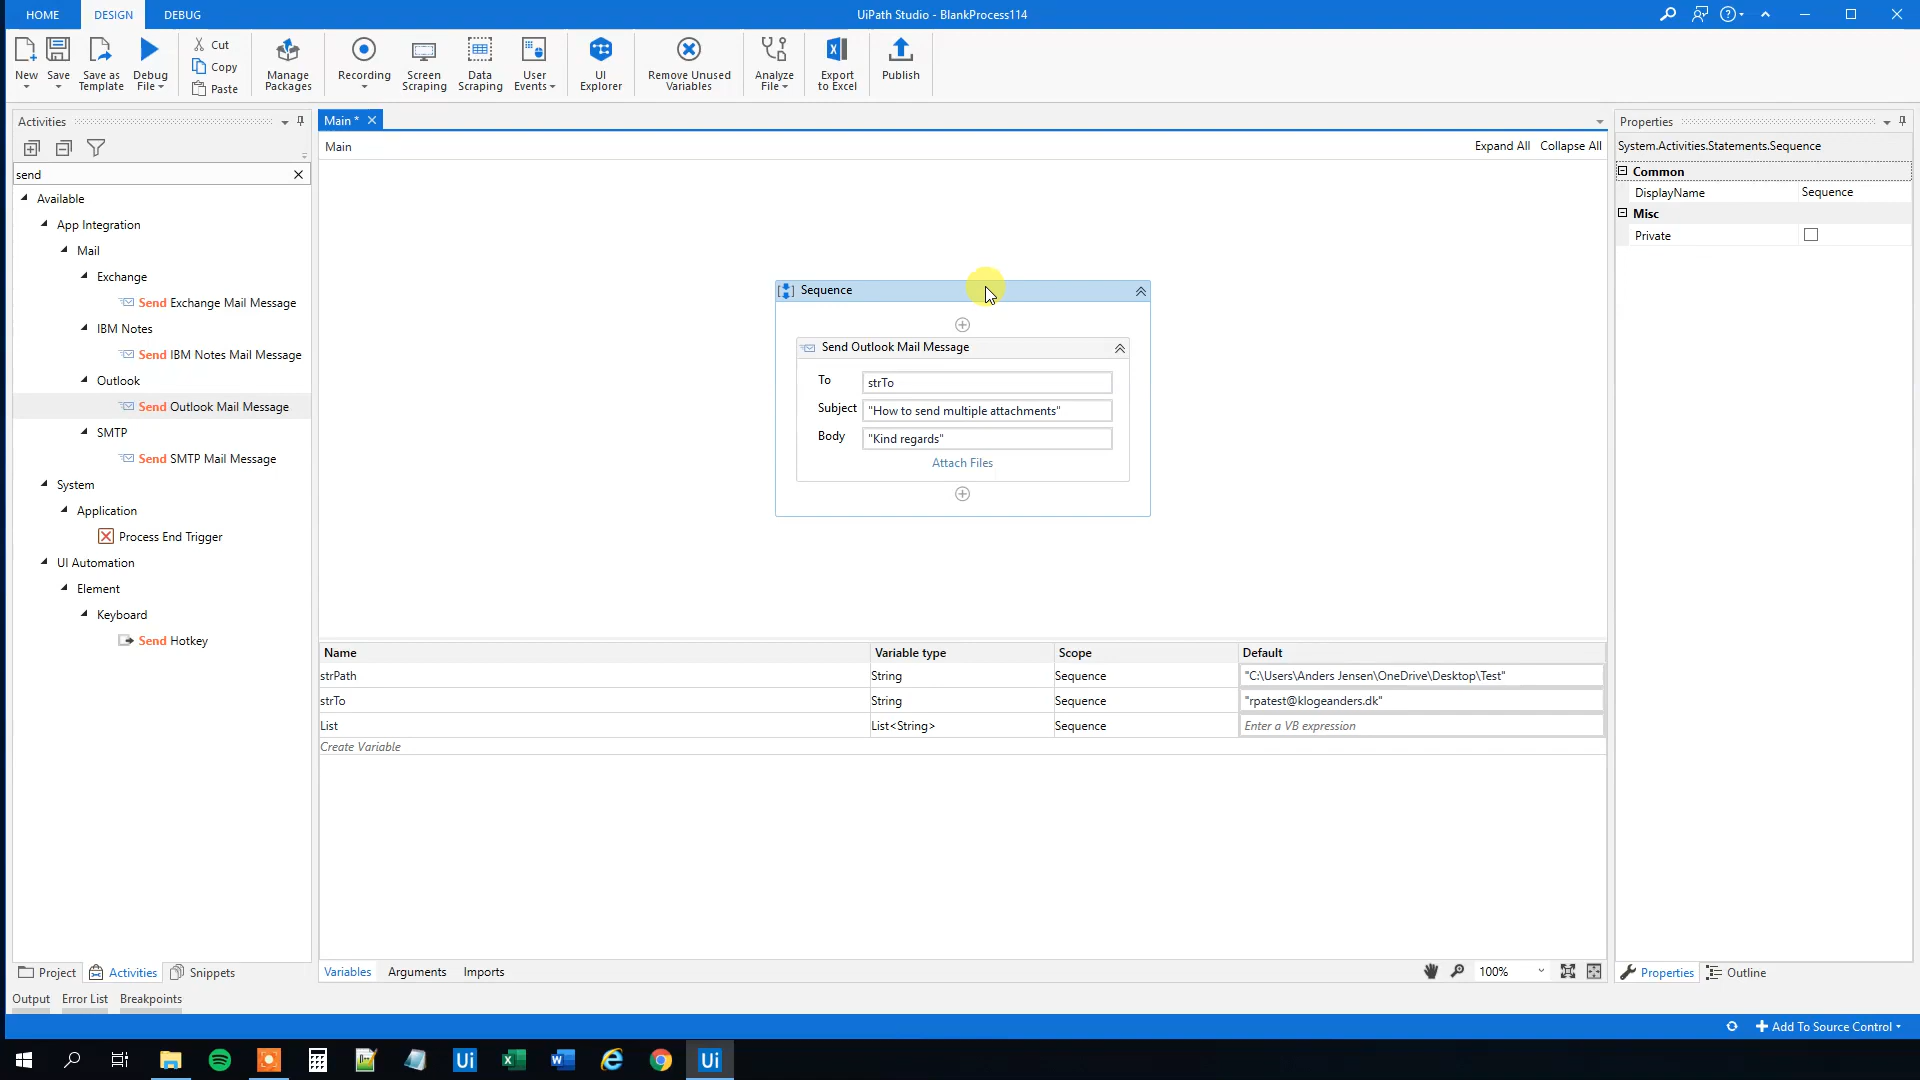 HOME
DESIGN
DEBUG
UiPath Studio - BlankProcess114
New
Save
Save as Template
Debug File
Cut
Copy
Paste
Manage Packages
Recording
Screen Scraping
Data Scraping
User Events
UI Explorer
Remove Unused Variables
Analyze File
Export to Excel
Publish
Activities
send
Available
App Integration
Mail
Exchange
Send Exchange Mail Message
IBM Notes
Send IBM Notes Mail Message
Outlook
Send Outlook Mail Message
SMTP
Send SMTP Mail Message
System
Application
Process End Trigger
UI Automation
Element
Keyboard
Send Hotkey
Project
Activities
Snippets
Main *
Main
Expand All
Collapse All
Sequence
Send Outlook Mail Message
To
strTo
Subject
"How to send multiple attachments"
Body
"Kind regards"
Attach Files
Name Variable type Scope Default
strPath String Sequence "C:\Users\Anders Jensen\OneDrive\Desktop\Test"
strTo String Sequence "rpatest@klogeanders.dk"
List List<String> Sequence Enter a VB expression
Create Variable
Variables
Arguments
Imports
100%
Properties
System.Activities.Statements.Sequence
Common
DisplayName Sequence
Misc
Private
Properties
Outline
Output
Error List
Breakpoints
Add To Source Control
Ui
Ui